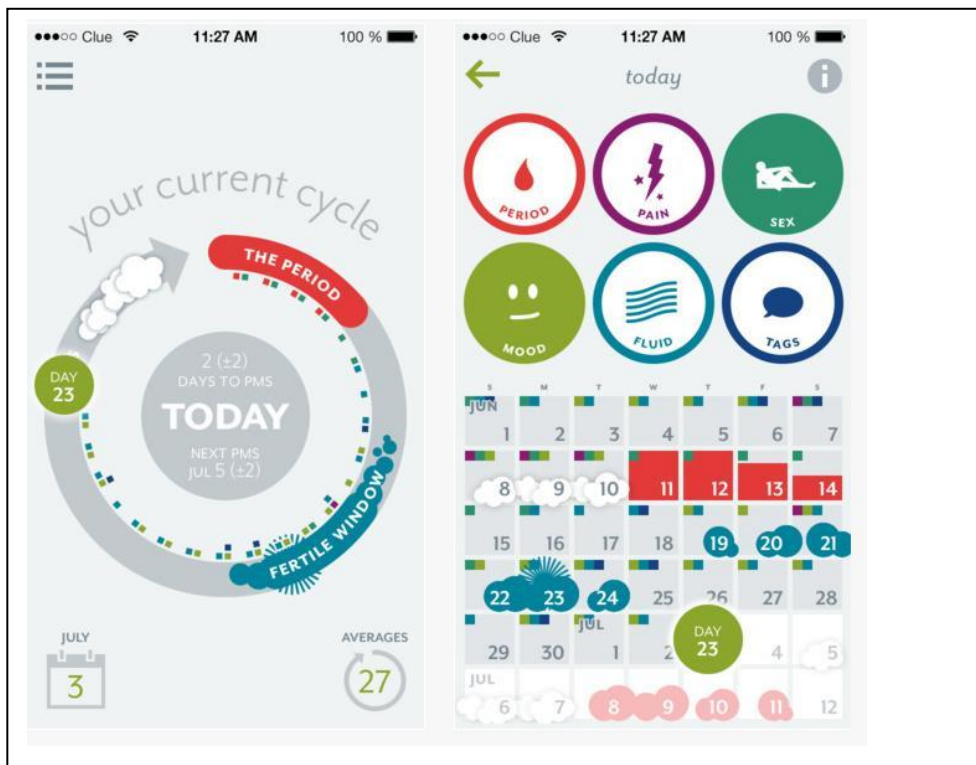 Clue 11:27 AM 100 %
your current cycle
THE PERIOD
DAY
23
2 (±2)
DAYS TO PMS
TODAY
NEXT PMS
JUL 5 (±2)
FERTILE WINDOW
JULY
3
AVERAGES
27
Clue 11:27 AM 100 %
today
i
PERIOD PAIN SEX
MOOD FLUID TAGS
S M T W T F S
JUN
1 2 3 4 5 6 7
8 9 10 11 12 13 14
15 16 17 18 19 20 21
22 23 24 25 26 27 28
JUL
29 30 1 2 4 5
DAY
23
JUL
6 7 8 9 10 11 12